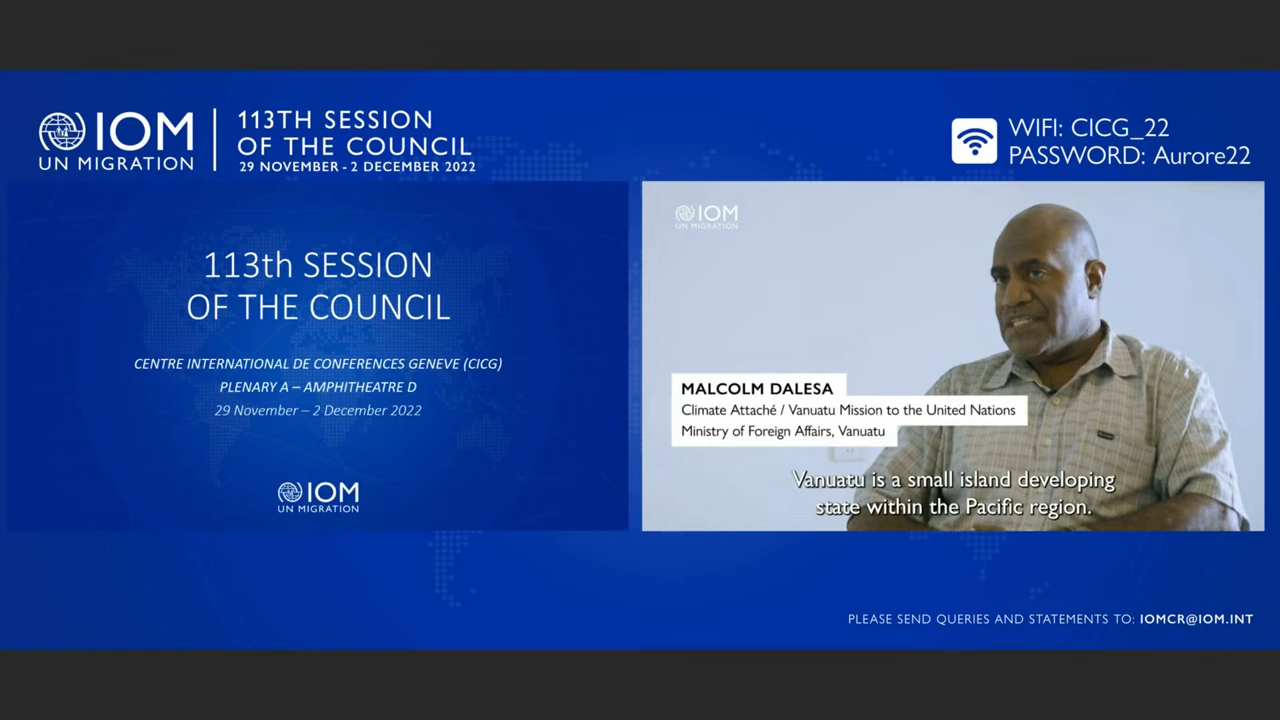 IOM
UN MIGRATION
113TH SESSION
OF THE COUNCIL
29 NOVEMBER - 2 DECEMBER 2022
WIFI: CICG_22
PASSWORD: Aurore22
113th SESSION
OF THE COUNCIL
CENTRE INTERNATIONAL DE CONFERENCES GENEVE (CICG)
PLENARY A – AMPHITHEATRE D
29 November – 2 December 2022
IOM
UN MIGRATION
IOM
UN MIGRATION
MALCOLM DALESA
Climate Attaché / Vanuatu Mission to the United Nations
Ministry of Foreign Affairs, Vanuatu
Vanuatu is a small island developing
state within the Pacific region.
PLEASE SEND QUERIES AND STATEMENTS TO: IOMCR@IOM.INT